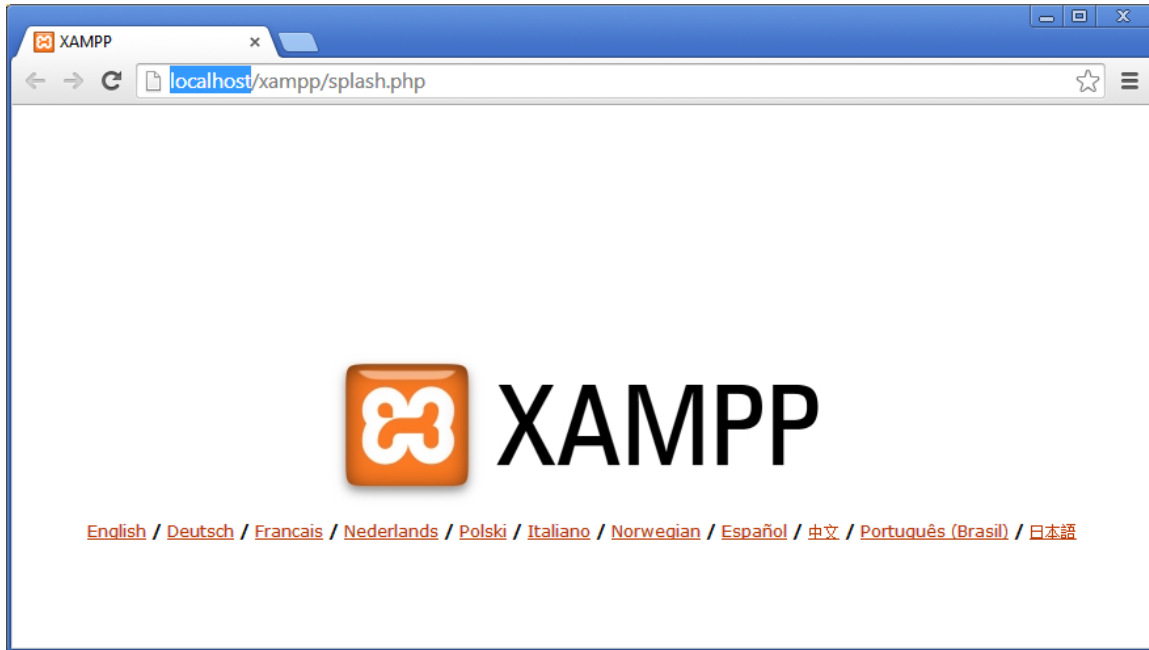 XAMPP
localhost/xampp/splash.php
XAMPP
English / Deutsch / Francais / Nederlands / Polski / Italiano / Norwegian / Español / 中文 / Português (Brasil) / 日本語